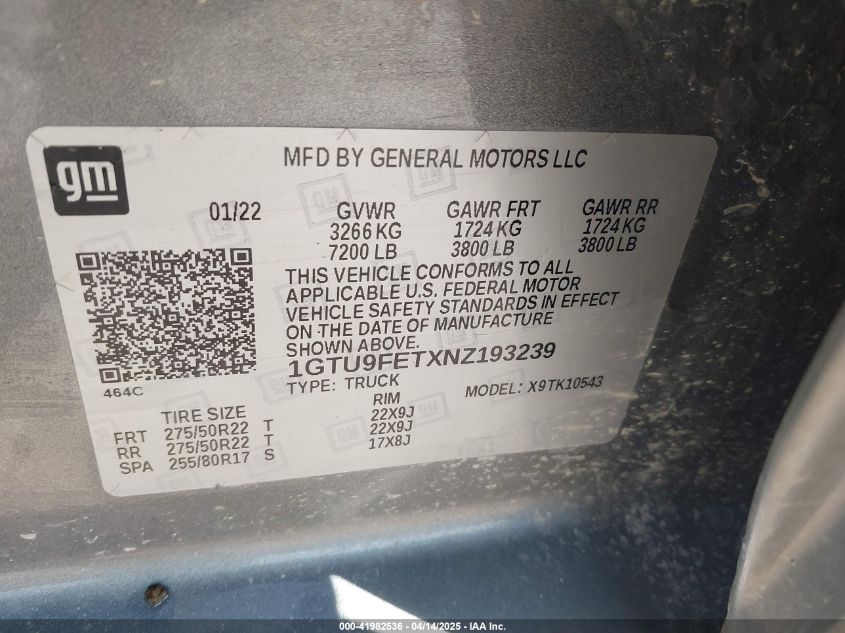 gm
MFD BY GENERAL MOTORS LLC
01/22
GVWR GAWR FRT GAWR RR
3266 KG 1724 KG 1724 KG
7200 LB 3800 LB 3800 LB
THIS VEHICLE CONFORMS TO ALL
APPLICABLE U.S. FEDERAL MOTOR
VEHICLE SAFETY STANDARDS IN EFFECT
ON THE DATE OF MANUFACTURE
SHOWN ABOVE.
1GTU9FETXNZ193239
TYPE: TRUCK MODEL: X9TK10543
464C
TIRE SIZE RIM
FRT 275/50R22 T 22X9J
RR 275/50R22 T 22X9J
SPA 255/80R17 S 17X8J
000-41982536 - 04/14/2025 - IAA Inc.